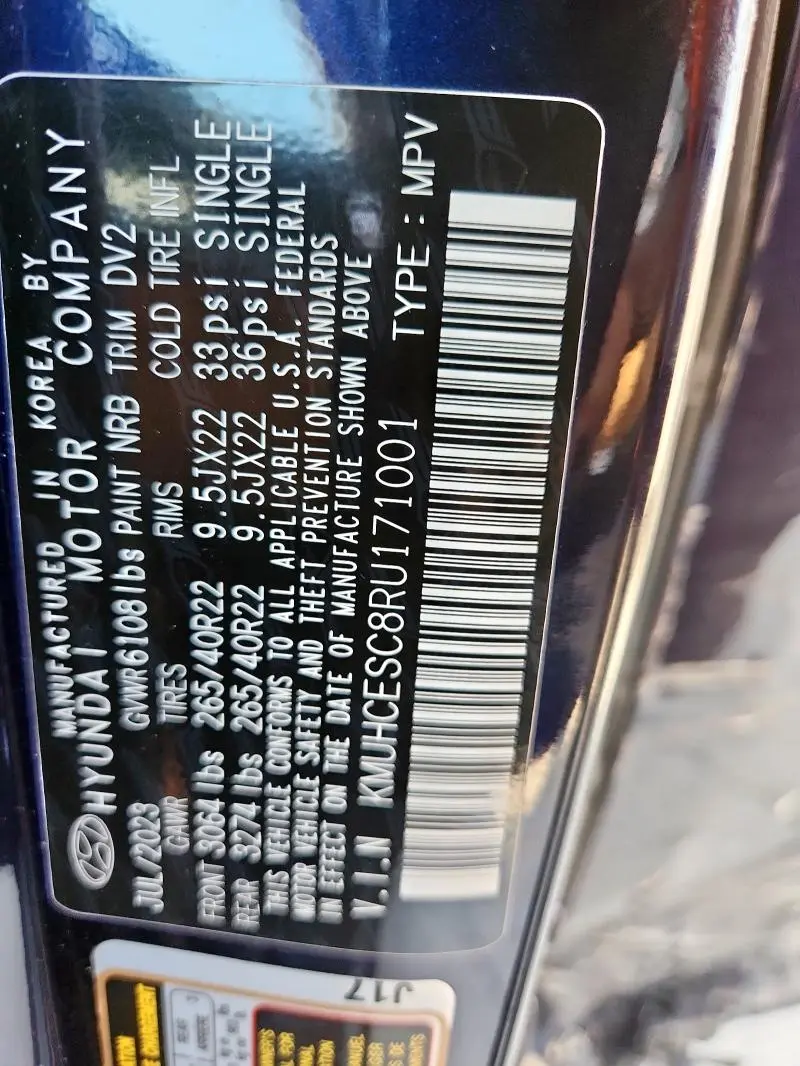 MANUFACTURED IN KOREA BY
HYUNDAI MOTOR COMPANY
JUL/2023 GVWR 6108 lbs PAINT NRB TRIM DV2
GAWR TIRES RIMS COLD TIRE INFL
FRONT 3064 lbs 265/40R22 9.5JX22 33psi SINGLE
REAR 3274 lbs 265/40R22 9.5JX22 36psi SINGLE
THIS VEHICLE CONFORMS TO ALL APPLICABLE U.S.A. FEDERAL
MOTOR VEHICLE SAFETY AND THEFT PREVENTION STANDARDS
IN EFFECT ON THE DATE OF MANUFACTURE SHOWN ABOVE
V.I.N KMUHCESC8RU171001 TYPE : MPV
J17
REAR
MANUAL